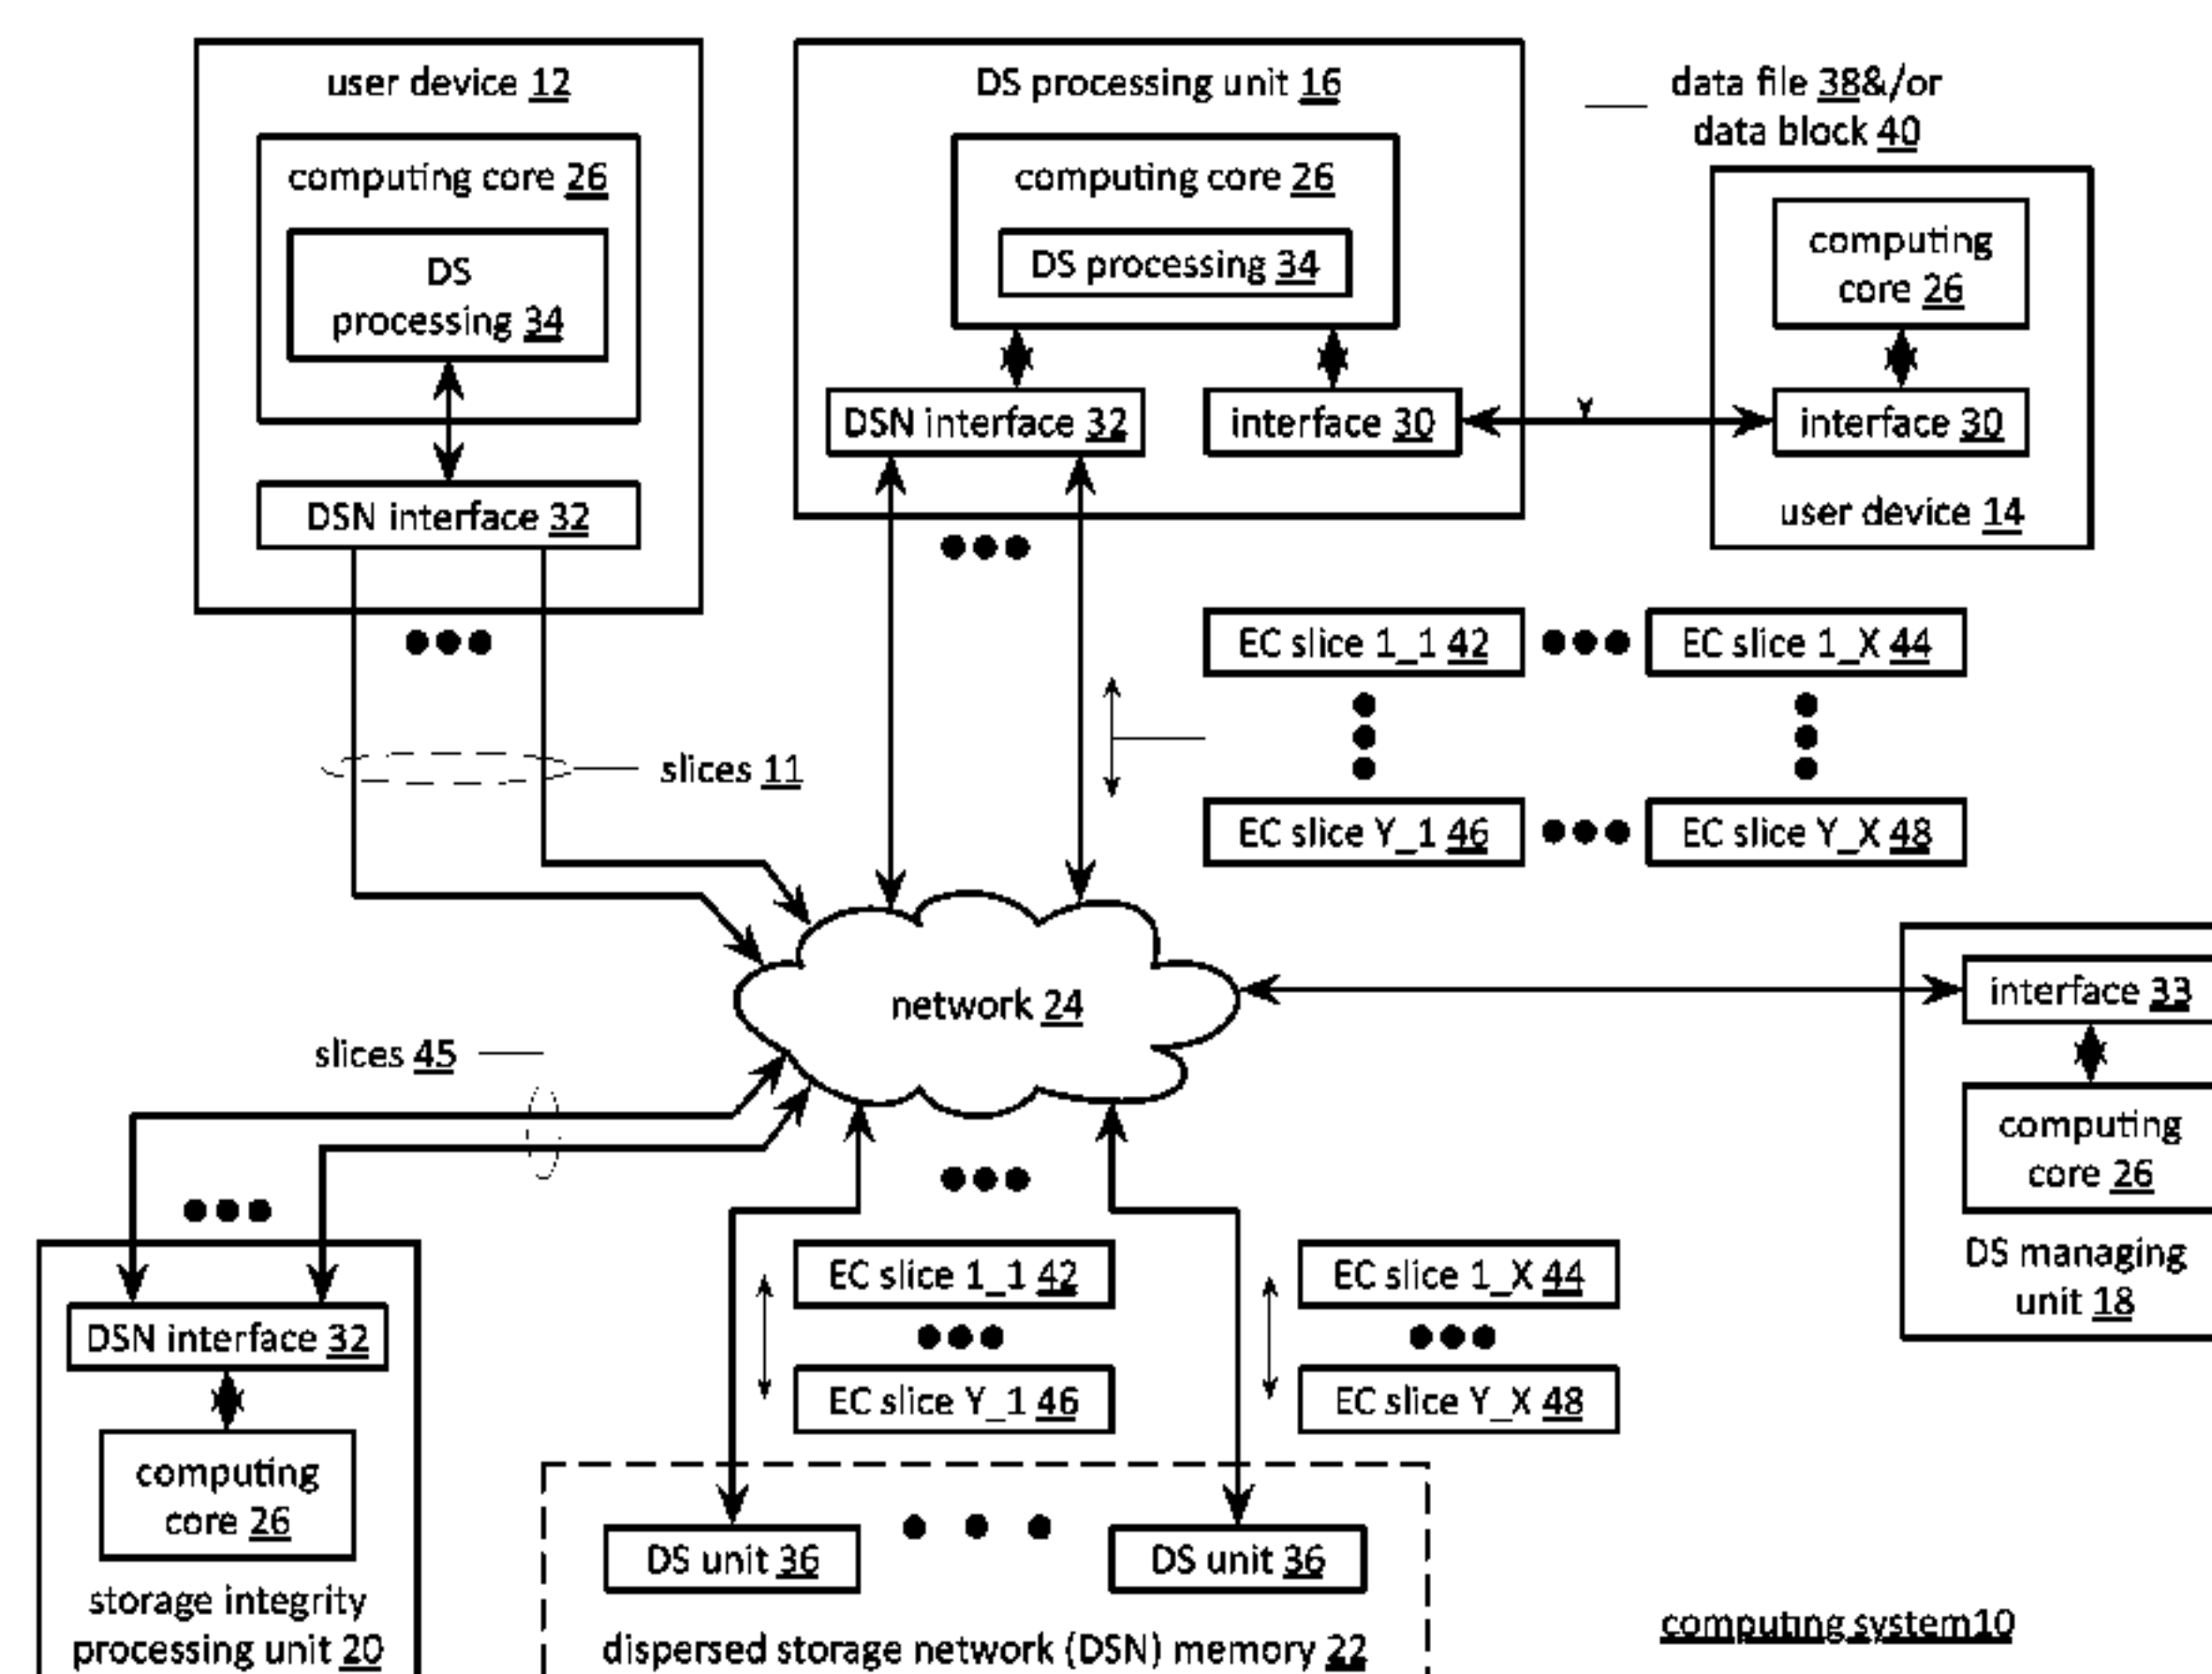 user device 12
computing core 26
DS
processing 34
DSN interface 32
slices 11
DS processing unit 16
computing core 26
DS processing 34
DSN interface 32
interface 30
data file 38&/or
data block 40
computing
core 26
interface 30
user device 14
EC slice 1_1 42
EC slice 1_X 44
EC slice Y_1 46
EC slice Y_X 48
network 24
interface 33
computing
core 26
DS managing
unit 18
slices 45
DSN interface 32
computing
core 26
storage integrity
processing unit 20
EC slice 1_1 42
EC slice Y_1 46
EC slice 1_X 44
EC slice Y_X 48
DS unit 36
DS unit 36
dispersed storage network (DSN) memory 22
computing system10